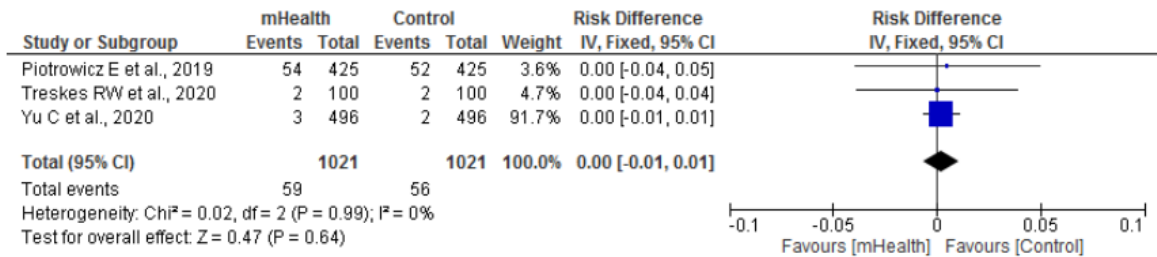 mHealth Control Risk Difference Risk Difference
Study or Subgroup Events Total Events Total Weight IV, Fixed, 95% CI IV, Fixed, 95% CI
Piotrowicz E et al., 2019 54 425 52 425 3.6% 0.00 [-0.04, 0.05]
Treskes RW et al., 2020 2 100 2 100 4.7% 0.00 [-0.04, 0.04]
Yu C et al., 2020 3 496 2 496 91.7% 0.00 [-0.01, 0.01]
Total (95% CI) 1021 1021 100.0% 0.00 [-0.01, 0.01]
Total events 59 56
Heterogeneity: Chi² = 0.02, df = 2 (P = 0.99); I² = 0%
Test for overall effect: Z = 0.47 (P = 0.64)
-0.1 -0.05 0 0.05 0.1
Favours [mHealth] Favours [Control]